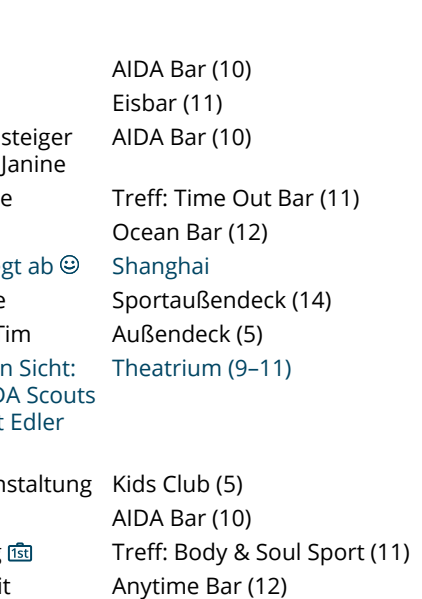 AIDA Bar (10)
Eisbar (11)
steiger AIDA Bar (10)
Janine
e Treff: Time Out Bar (11)
Ocean Bar (12)
gt ab ☺ Shanghai
e Sportaußendeck (14)
Tim Außendeck (5)
n Sicht: Theatrium (9–11)
DA Scouts
t Edler
nstaltung Kids Club (5)
AIDA Bar (10)
1st Treff: Body & Soul Sport (11)
it Anytime Bar (12)